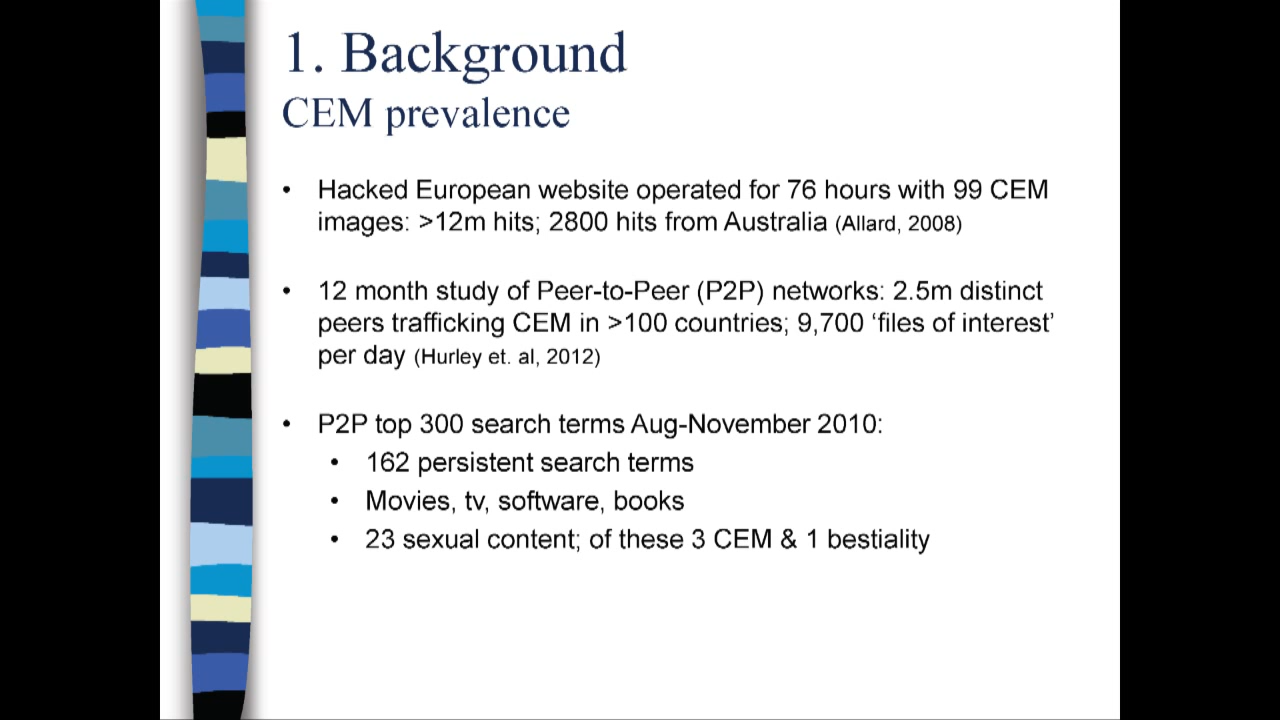 1. Background
CEM prevalence
• Hacked European website operated for 76 hours with 99 CEM
images: >12m hits; 2800 hits from Australia (Allard, 2008)
• 12 month study of Peer-to-Peer (P2P) networks: 2.5m distinct
peers trafficking CEM in >100 countries; 9,700 ‘files of interest’
per day (Hurley et. al, 2012)
• P2P top 300 search terms Aug-November 2010:
• 162 persistent search terms
• Movies, tv, software, books
• 23 sexual content; of these 3 CEM & 1 bestiality